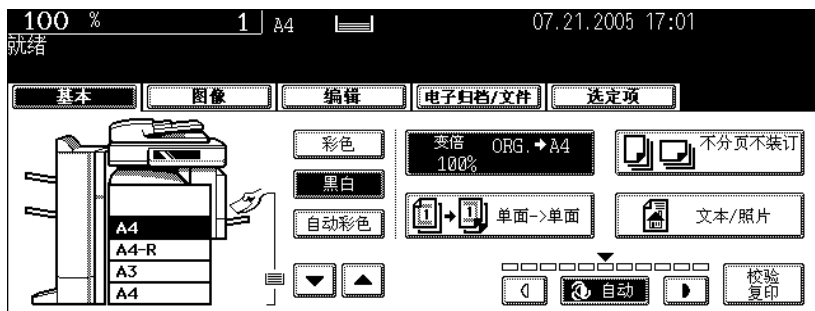 100 % 1 A4 07.21.2005 17:01
就绪
基本 图像 编辑 电子归档/文件 选定项
彩色
黑白
自动彩色
变倍 ORG.➔A4
100%
不分页不装订
1➔1 单面->单面
文本/照片
A4
A4-R
A3
A4
自动
校验
复印